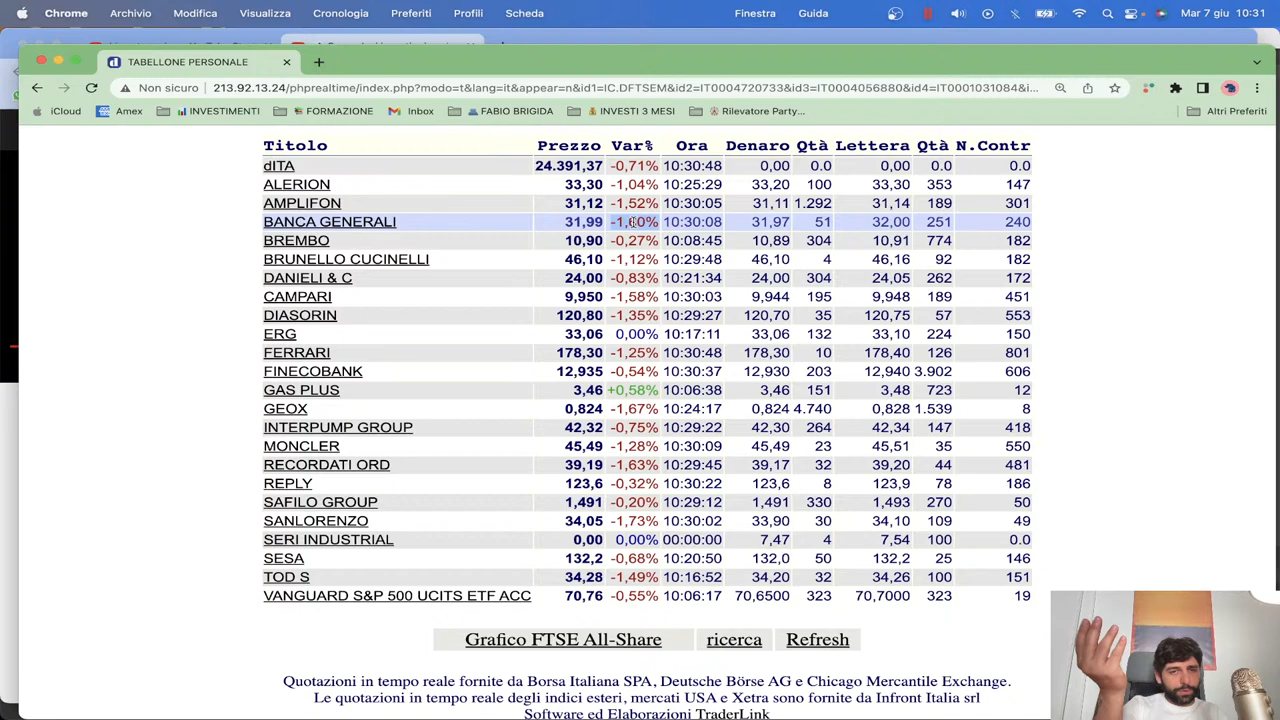 Chrome Archivio Modifica Visualizza Cronologia Preferiti Profili Scheda Finestra Guida Mar 7 giu 10:31
TABELLONE PERSONALE
Non sicuro 213.92.13.24/phprealtime/index.php?modo=t&lang=it&appear=n&id1=IC.DFTSEM&id2=IT0004720733&id3=IT0004056880&id4=IT0001031084&i...
iCloud Amex INVESTIMENTI FORMAZIONE Inbox FABIO BRIGIDA INVESTI 3 MESI Rilevatore Party... Altri Preferiti
Titolo Prezzo Var% Ora Denaro Qtà Lettera Qtà N.Contr
dITA 24.391,37 -0,71% 10:30:48 0,00 0.0 0,00 0.0 0.0
ALERION 33,30 -1,04% 10:25:29 33,20 100 33,30 353 147
AMPLIFON 31,12 -1,52% 10:30:05 31,11 1.292 31,14 189 301
BANCA GENERALI 31,99 10:30:08 31,97 51 32,00 251 240
BREMBO 10,90 -0,27% 10:08:45 10,89 304 10,91 774 182
BRUNELLO CUCINELLI 46,10 -1,12% 10:29:48 46,10 4 46,16 92 182
DANIELI & C 24,00 -0,83% 10:21:34 24,00 304 24,05 262 172
CAMPARI 9,950 -1,58% 10:30:03 9,944 195 9,948 189 451
DIASORIN 120,80 -1,35% 10:29:27 120,70 35 120,75 57 553
ERG 33,06 0,00% 10:17:11 33,06 132 33,10 224 150
FERRARI 178,30 -1,25% 10:30:48 178,30 10 178,40 126 801
FINECOBANK 12,935 -0,54% 10:30:37 12,930 203 12,940 3.902 606
GAS PLUS 3,46 +0,58% 10:06:38 3,46 151 3,48 723 12
GEOX 0,824 -1,67% 10:24:17 0,824 4.740 0,828 1.539 8
INTERPUMP GROUP 42,32 -0,75% 10:29:22 42,30 264 42,34 147 418
MONCLER 45,49 -1,28% 10:30:09 45,49 23 45,51 35 550
RECORDATI ORD 39,19 -1,63% 10:29:45 39,17 32 39,20 44 481
REPLY 123,6 -0,32% 10:30:22 123,6 8 123,9 78 186
SAFILO GROUP 1,491 -0,20% 10:29:12 1,491 330 1,493 270 50
SANLORENZO 34,05 -1,73% 10:30:02 33,90 30 34,10 109 49
SERI INDUSTRIAL 0,00 0,00% 00:00:00 7,47 4 7,54 100 0.0
SESA 132,2 -0,68% 10:20:50 132,0 50 132,2 25 146
TOD S 34,28 -1,49% 10:16:52 34,20 32 34,26 100 151
VANGUARD S&P 500 UCITS ETF ACC 70,76 -0,55% 10:06:17 70,6500 323 70,7000 323 19
Grafico FTSE All-Share ricerca Refresh
Quotazioni in tempo reale fornite da Borsa Italiana SPA, Deutsche Börse AG e Chicago Mercantile Exchange.
Le quotazioni in tempo reale degli indici esteri, mercati USA e Xetra sono fornite da Infront Italia srl
Software ed Elaborazioni TraderLink